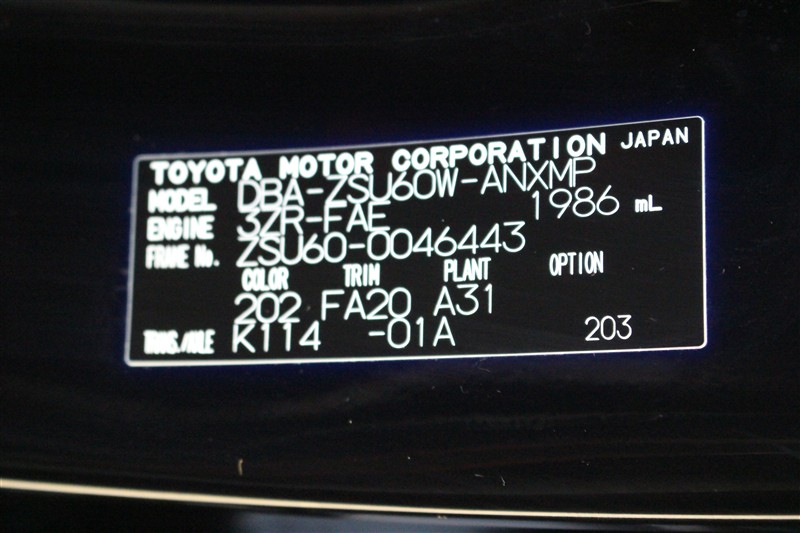 TOYOTA MOTOR CORPORATION JAPAN
MODEL DBA-ZSU60W-ANXMP
ENGINE 3ZR-FAE 1986 mL
FRAME No. ZSU60-0046443
COLOR TRIM PLANT OPTION
202 FA20 A31
TRANS./AXLE K114 -01A 203